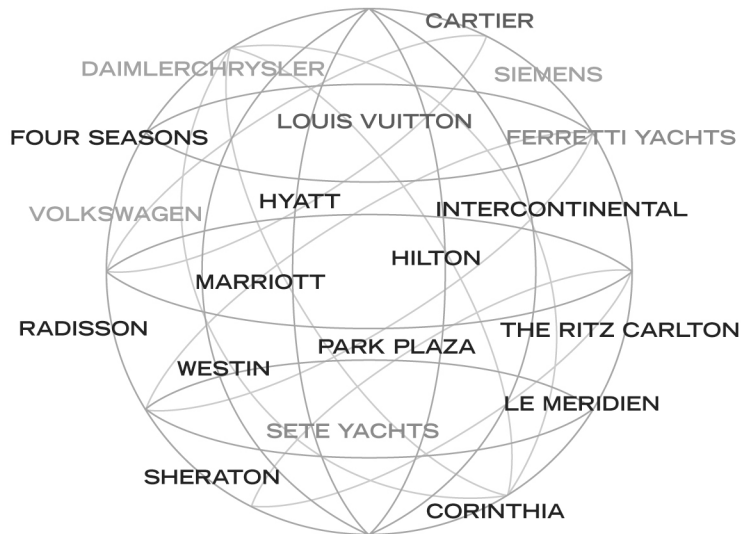 CARTIER
DAIMLERCHRYSLER
SIEMENS
LOUIS VUITTON
FOUR SEASONS
FERRETTI YACHTS
HYATT
INTERCONTINENTAL
VOLKSWAGEN
HILTON
MARRIOTT
RADISSON
THE RITZ CARLTON
PARK PLAZA
WESTIN
LE MERIDIEN
SETE YACHTS
SHERATON
CORINTHIA